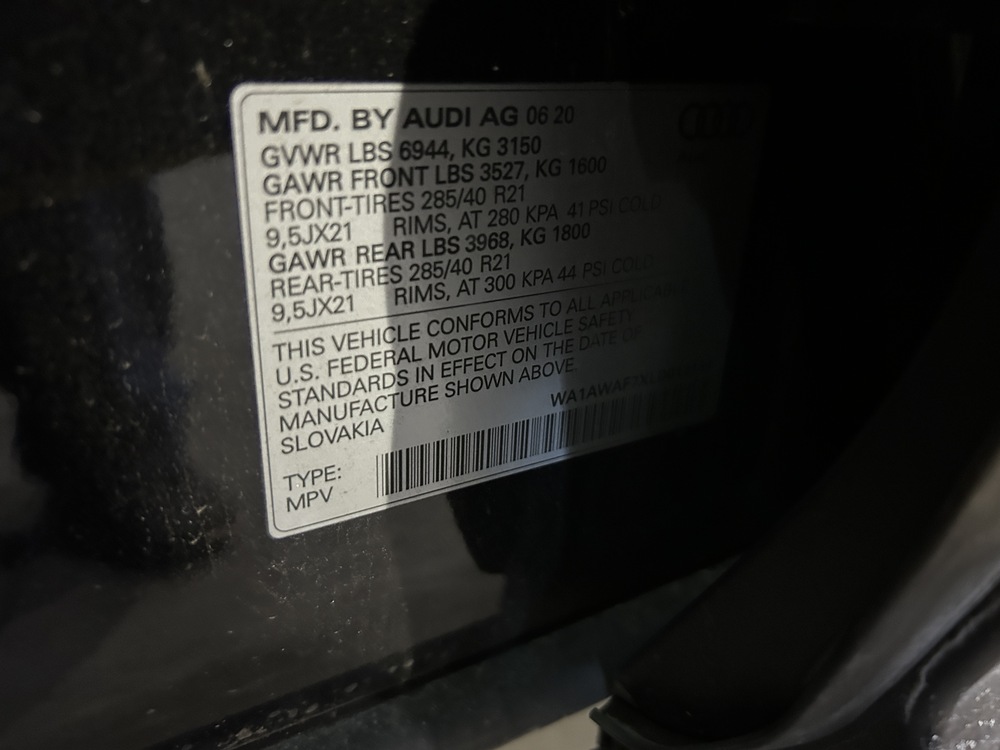 MFD. BY AUDI AG 06 20
GVWR LBS 6944, KG 3150
GAWR FRONT LBS 3527, KG 1600
FRONT-TIRES 285/40 R21
9,5JX21 RIMS, AT 280 KPA 41 PSI COLD
GAWR REAR LBS 3968, KG 1800
REAR-TIRES 285/40 R21
9,5JX21 RIMS, AT 300 KPA 44 PSI COLD
THIS VEHICLE CONFORMS TO ALL APPLICABLE
U.S. FEDERAL MOTOR VEHICLE SAFETY
STANDARDS IN EFFECT ON THE DATE OF
MANUFACTURE SHOWN ABOVE.
SLOVAKIA
TYPE:
MPV